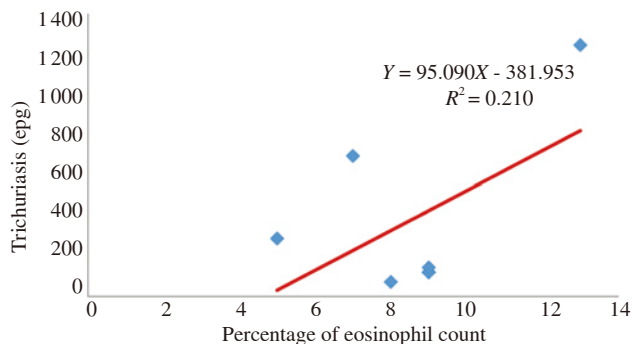 1 400
1 200
1 000
800
600
400
200
0
Trichuriasis (epg)
Y = 95.090X - 381.953
R² = 0.210
0 2 4 6 8 10 12 14
Percentage of eosinophil count